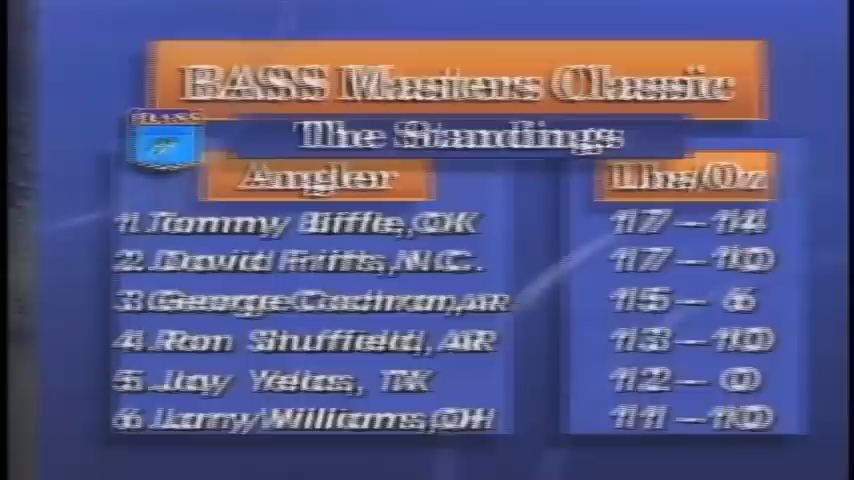 BASS Masters Classic
BASS
The Standings
Angler Lbs/Oz
1. Tommy Biffle, OK 17 - 14
2. David Fritts, N.C. 17 - 10
3 George Cochran, AR 15 - 6
4. Ron Shuffield, AR 13 - 10
5. Jay Yelas, TX 12 - 0
6. Larry Williams, OH 11 - 10